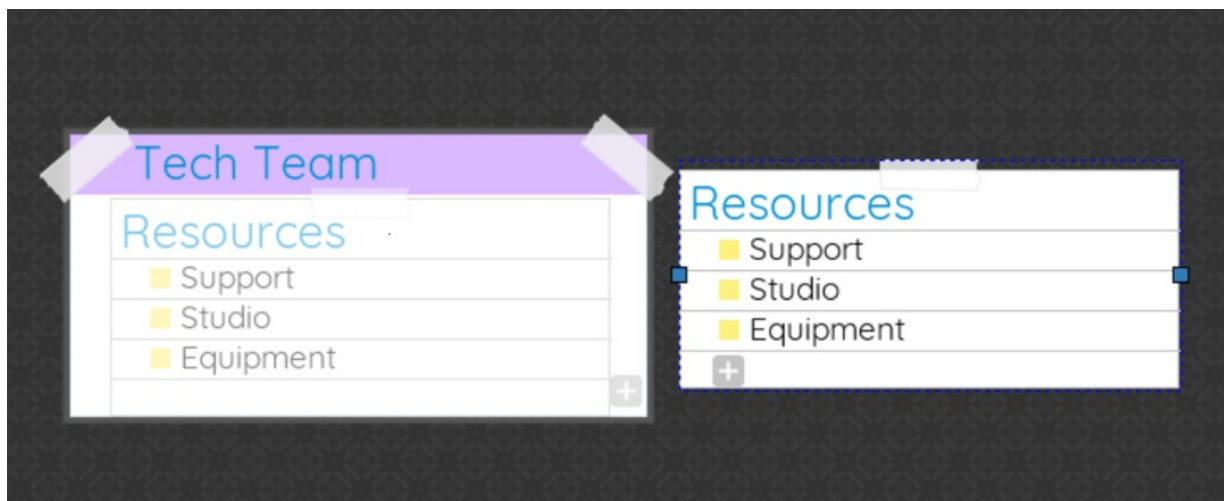 Tech Team
Resources
Support
Studio
Equipment
Resources
Support
Studio
Equipment